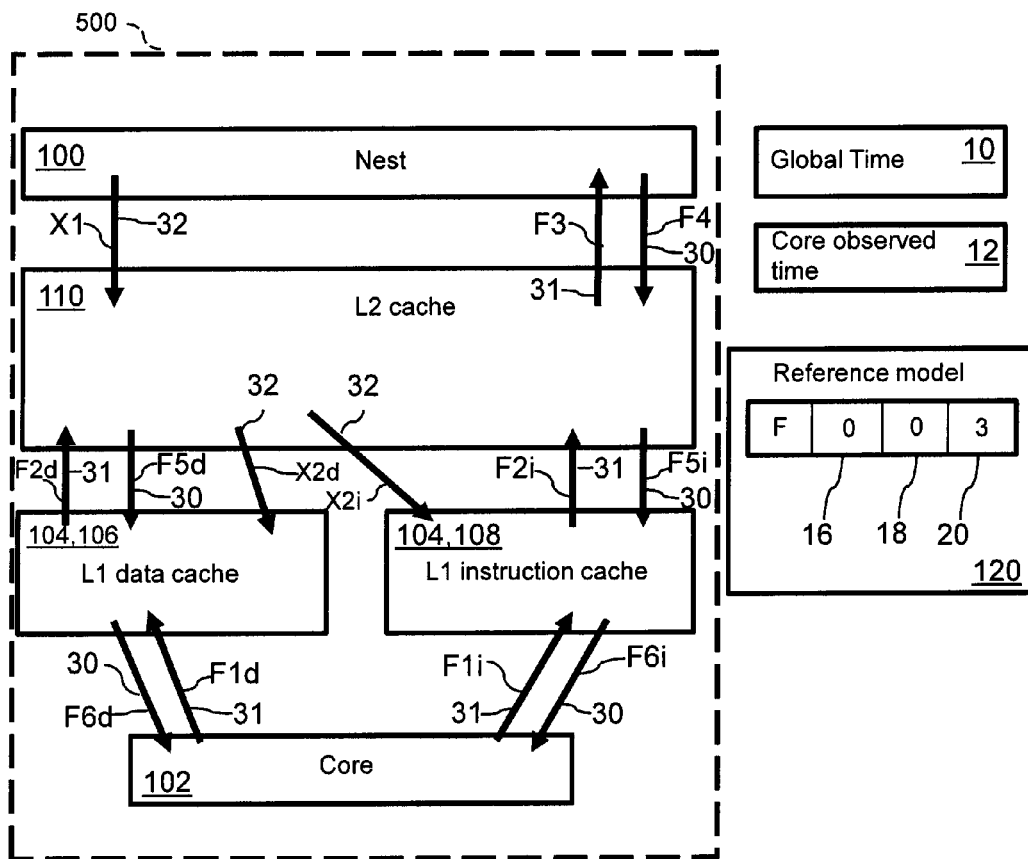 500
100
Nest
Global Time
10
X1
32
F3
F4
30
31
Core observed
time
12
110
L2 cache
Reference model
F 0 0 3
16
18
20
120
32
32
F2d
31
F5d
30
X2d
X2i
F2i
31
F5i
30
104,106
L1 data cache
104,108
L1 instruction cache
30
F6d
F1d
31
F1i
31
F6i
30
102
Core